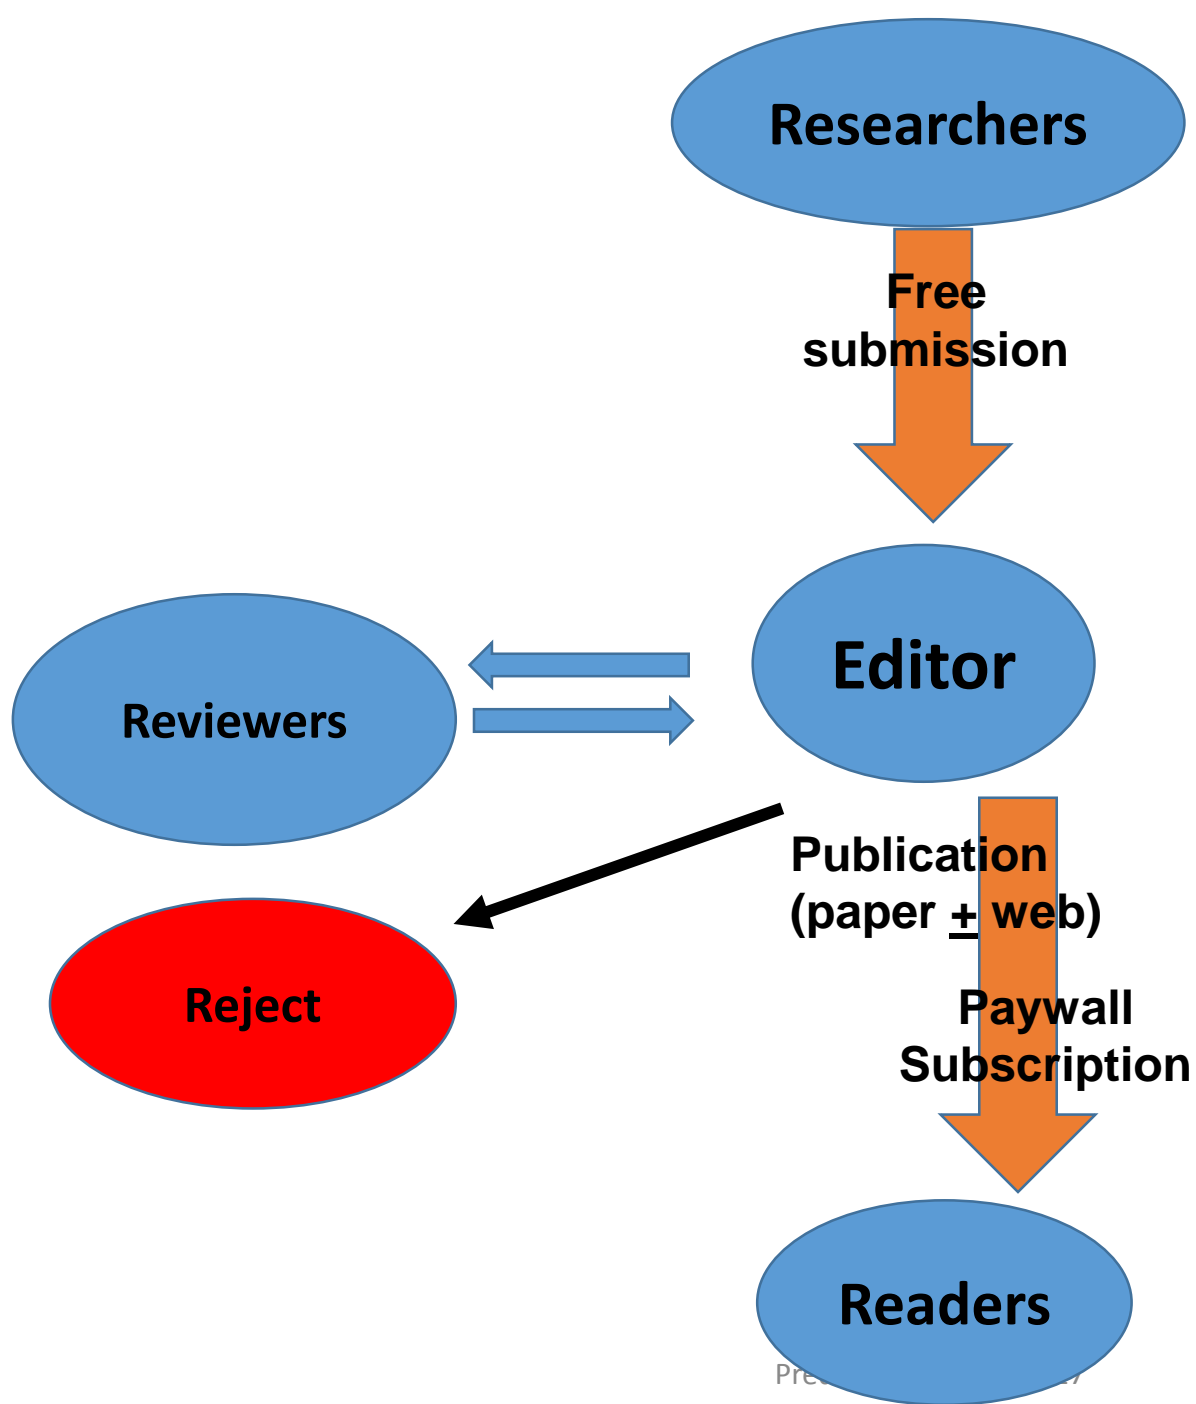 Researchers
Free
submission
Editor
Reviewers
Publication
(paper + web)
Reject
Paywall
Subscription
Readers